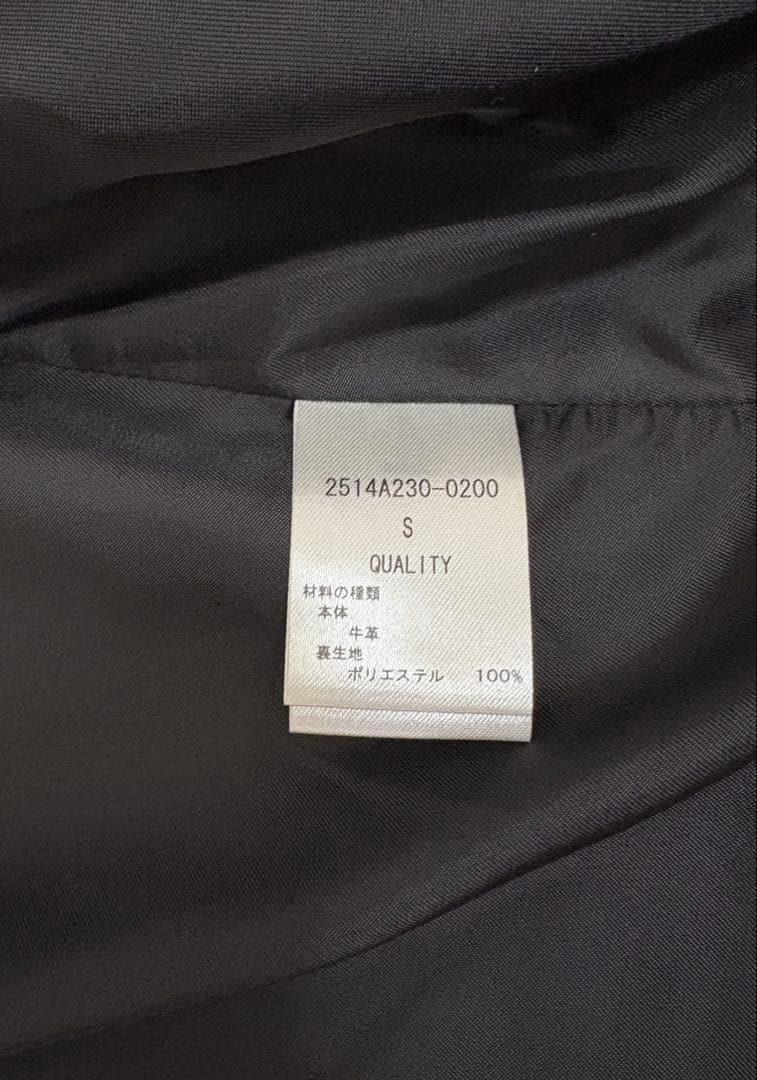 2514A230-0200
S
QUALITY
材料の種類
本体
牛革
裏生地
ポリエステル 100%